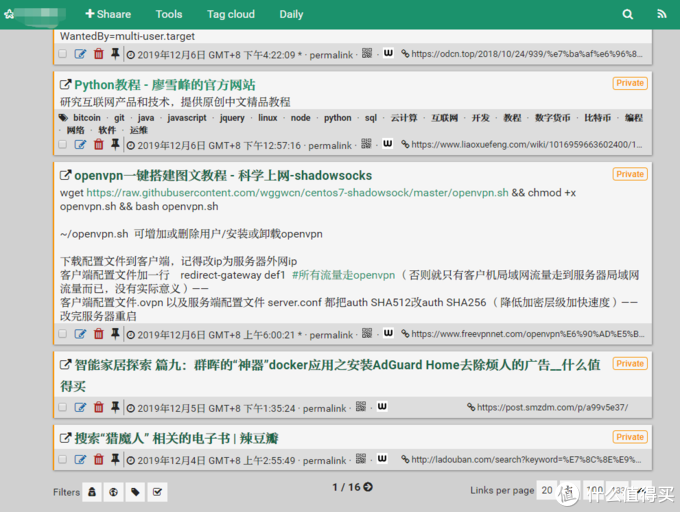 Shaare Tools Tag cloud Daily
WantedBy=multi-user.target
2019年12月6日 GMT+8 下午4:22:09 * · permalink · https://odcn.top/2018/10/24/939/%e7%ba%af%e6%96%8...
Python教程 - 廖雪峰的官方网站 Private
研究互联网产品和技术，提供原创中文精品教程
bitcoin · git · java · javascript · jquery · linux · node · python · sql · 云计算 · 互联网 · 开发 · 教程 · 数字货币 · 比特币 · 编程
· 网络 · 软件 · 运维
2019年12月6日 GMT+8 下午12:57:16 · permalink · https://www.liaoxuefeng.com/wiki/1016959663602400/1...
openvpn一键搭建图文教程 - 科学上网-shadowsocks Private
wget https://raw.githubusercontent.com/wggwcn/centos7-shadowsock/master/openvpn.sh && chmod +x
openvpn.sh && bash openvpn.sh
~/openvpn.sh 可增加或删除用户/安装或卸载openvpn
下载配置文件到客户端，记得改ip为服务器外网ip
客户端配置文件加一行 redirect-gateway def1 #所有流量走openvpn（否则就只有客户机局域网流量走到服务器局域网
流量而已，没有实际意义）——
客户端配置文件.ovpn 以及服务端配置文件 server.conf 都把auth SHA512改auth SHA256（降低加密层级加快速度）——
改完服务器重启
2019年12月6日 GMT+8 上午6:00:21 * · permalink · https://www.freevpnnet.com/openvpn%E6%90%AD%E5%B...
智能家居探索 篇九：群晖的“神器”docker应用之安装AdGuard Home去除烦人的广告__什么值 Private
得买
2019年12月5日 GMT+8 下午1:35:24 · permalink · https://post.smzdm.com/p/a99v5e37/
搜索“猎魔人” 相关的电子书 | 辣豆瓣 Private
2019年12月4日 GMT+8 上午2:55:49 · permalink · http://ladouban.com/search?keyword=%E7%8C%8E%E9%...
Filters 1 / 16 Links per page 20 100
什么值得买